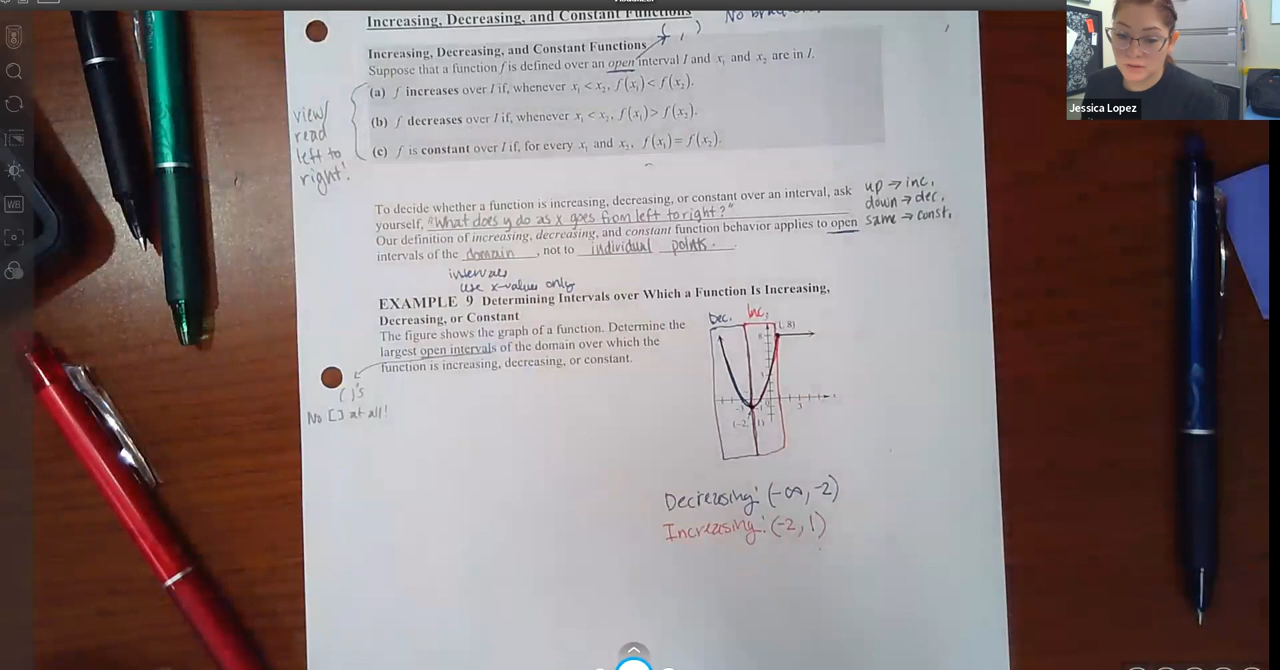 Increasing, Decreasing, and Constant Functions
Increasing, Decreasing, and Constant Functions ( , )
Suppose that a function f is defined over an open interval I and x₁ and x₂ are in I.
(a) f increases over I if, whenever x₁ < x₂, f(x₁) < f(x₂).
(b) f decreases over I if, whenever x₁ < x₂, f(x₁) > f(x₂).
(c) f is constant over I if, for every x₁ and x₂, f(x₁) = f(x₂).
view/
read
left to
right!
To decide whether a function is increasing, decreasing, or constant over an interval, ask
yourself, "What does y do as x goes from left to right?"
Our definition of increasing, decreasing, and constant function behavior applies to open
intervals of the domain, not to individual points.
up → inc.
down → dec.
same → const.
intervals
use x-values only
EXAMPLE 9 Determining Intervals over Which a Function Is Increasing,
Decreasing, or Constant
The figure shows the graph of a function. Determine the
largest open intervals of the domain over which the
function is increasing, decreasing, or constant.
( )'s
No [ ] at all!
Dec. Inc.
Decreasing: (-∞, -2)
Increasing: (-2, 1)
Jessica Lopez
WB